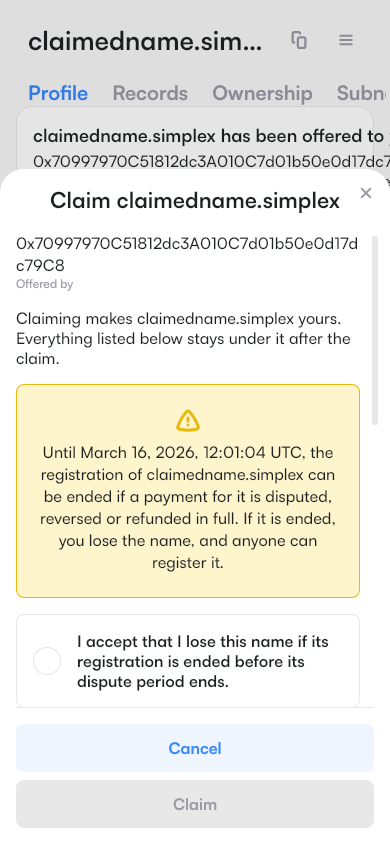 claimedname.sim...
Profile Records Ownership Subn
claimedname.simplex has been offered to
0x70997970C51812dc3A010C7d01b50e0d17dc7
Claim claimedname.simplex
0x70997970C51812dc3A010C7d01b50e0d17d
c79C8
Offered by
Claiming makes claimedname.simplex yours.
Everything listed below stays under it after the
claim.
Until March 16, 2026, 12:01:04 UTC, the
registration of claimedname.simplex can
be ended if a payment for it is disputed,
reversed or refunded in full. If it is ended,
you lose the name, and anyone can
register it.
I accept that I lose this name if its
registration is ended before its
dispute period ends.
Cancel
Claim